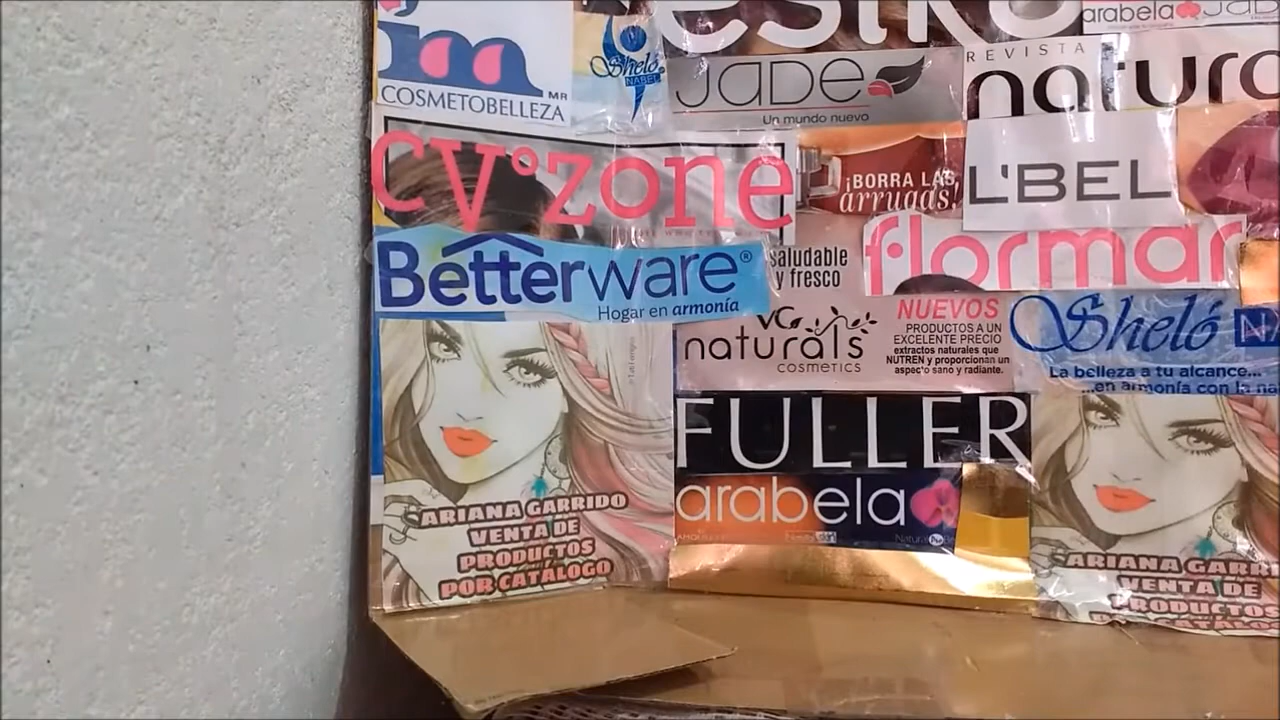 COSMETOBELLEZA
MR
Sheló
NABEL
JADE
Un mundo nuevo
arabela
REVISTA
CV°zone
¡BORRA LAS
arrugas!
L'BEL
Betterware®
Hogar en armonía
saludable
y fresco
flormar
VG
naturals
cosmetics
NUEVOS
PRODUCTOS A UN
EXCELENTE PRECIO
extractos naturales que
NUTREN y proporcionan un
aspecto sano y radiante.
Sheló
La belleza a tu alcance...
...en armonía con la na
FULLER
arabela
ARIANA GARRIDO
VENTA DE
PRODUCTOS
POR CATÁLOGO
ARIANA GARRI
VENTA DE
PRODUCTOS